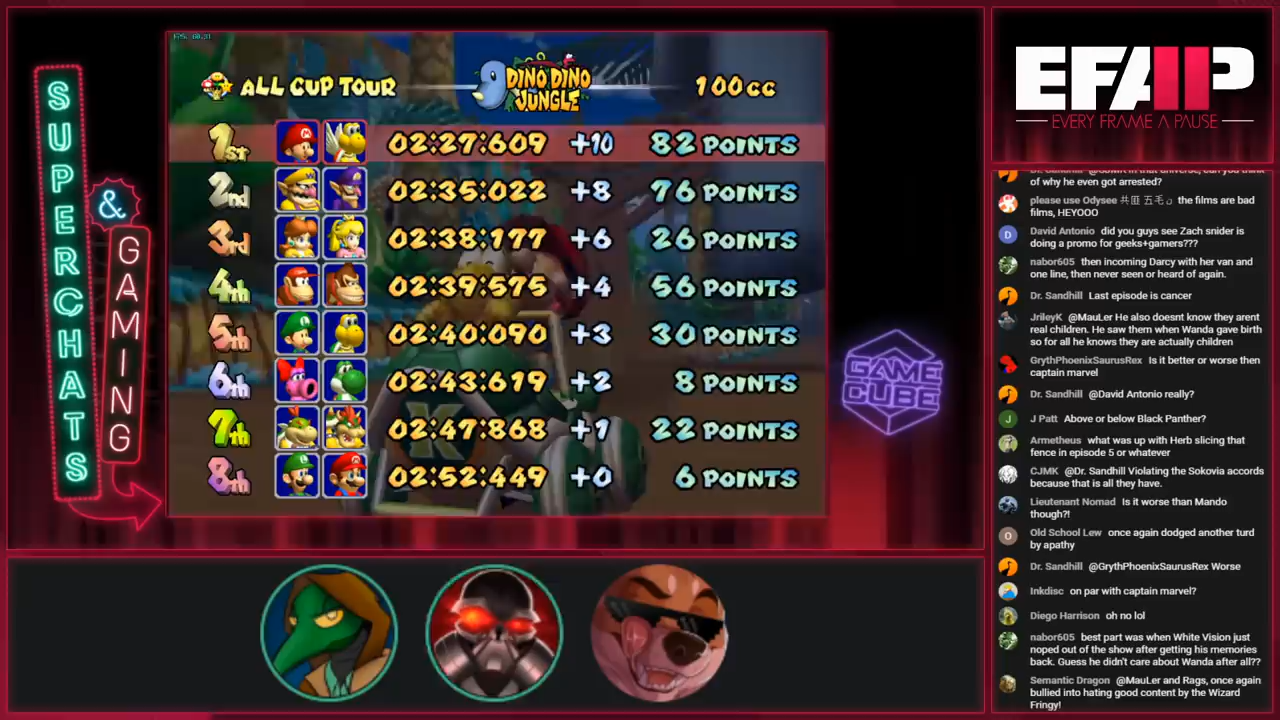 SUPERCHATS
&
GAMING
ALL CUP TOUR
DINO DINO
JUNGLE
100cc
1st 02:27:609 +10 82 POINTS
2nd 02:35:022 +8 76 POINTS
3rd 02:38:177 +6 26 POINTS
4th 02:39:575 +4 56 POINTS
5th 02:40:090 +3 30 POINTS
6th 02:43:619 +2 8 POINTS
7th 02:47:868 +1 22 POINTS
8th 02:52:449 +0 6 POINTS
K
GAME
CUBE
EFAP
EVERY FRAME A PAUSE
of why he even got arrested?
please use Odysee 共匪 五毛 the films are bad
films, HEYOOO
David Antonio did you guys see Zach snider is
doing a promo for geeks+gamers???
nabor605 then incoming Darcy with her van and
one line, then never seen or heard of again.
Dr. Sandhill Last episode is cancer
JrileyK @MauLer He also doesnt know they arent
real children. He saw them when Wanda gave birth
so for all he knows they are actually children
GrythPhoenixSaurusRex Is it better or worse then
captain marvel
Dr. Sandhill @David Antonio really?
J Patt Above or below Black Panther?
Armetheus what was up with Herb slicing that
fence in episode 5 or whatever
CJMK @Dr. Sandhill Violating the Sokovia accords
because that is all they have.
Lieutenant Nomad Is it worse than Mando
though?!
Old School Lew once again dodged another turd
by apathy
Dr. Sandhill @GrythPhoenixSaurusRex Worse
Inkdisc on par with captain marvel?
Diego Harrison oh no lol
nabor605 best part was when White Vision just
noped out of the show after getting his memories
back. Guess he didn't care about Wanda after all??
Semantic Dragon @MauLer and Rags, once again
bullied into hating good content by the Wizard
Fringy!